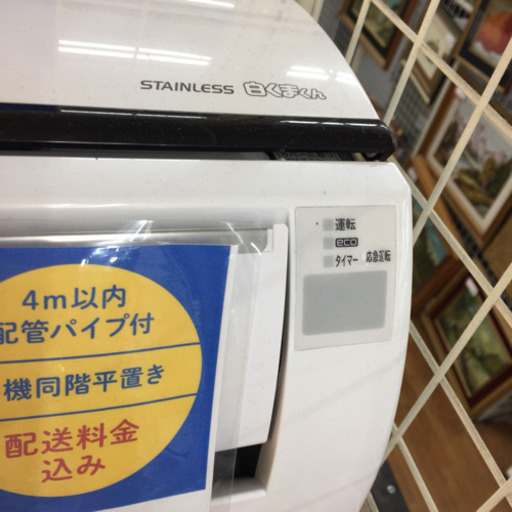 STAINLESS 白くまくん
運転
eco
タイマー 応急運転
4m以内
配管パイプ付
機同階平置き
配送料金
込み